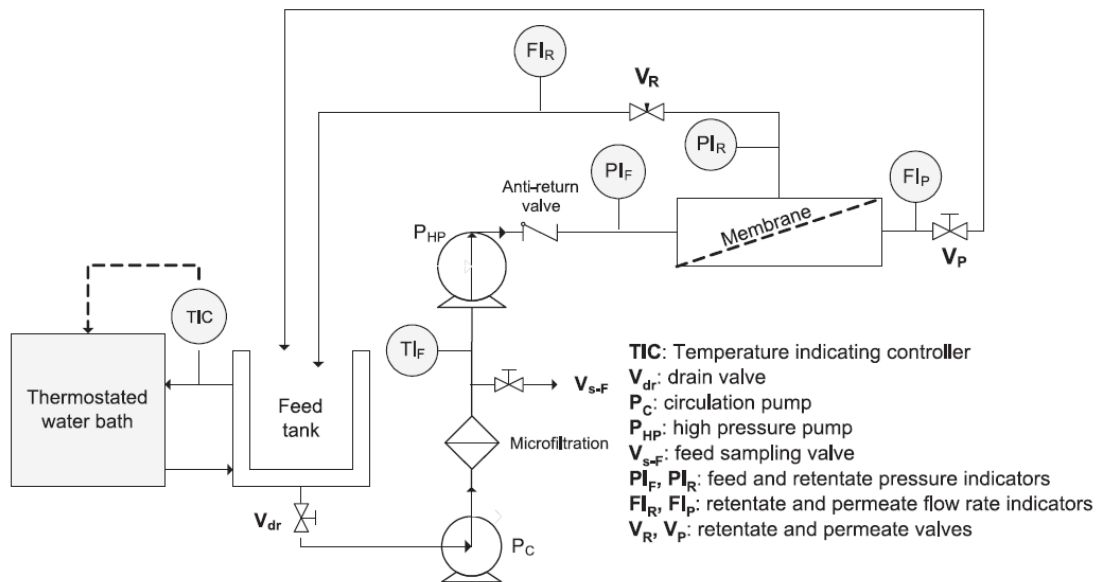 FI_R
V_R
PI_R
PI_F
FI_P
Anti-return
valve
P_HP
Membrane
V_P
TIC
TI_F
Thermostated
water bath
Feed
tank
V_s-F
Microfiltration
V_dr
P_C
TIC: Temperature indicating controller
V_dr: drain valve
P_C: circulation pump
P_HP: high pressure pump
V_s-F: feed sampling valve
PI_F, PI_R: feed and retentate pressure indicators
FI_R, FI_P: retentate and permeate flow rate indicators
V_R, V_P: retentate and permeate valves